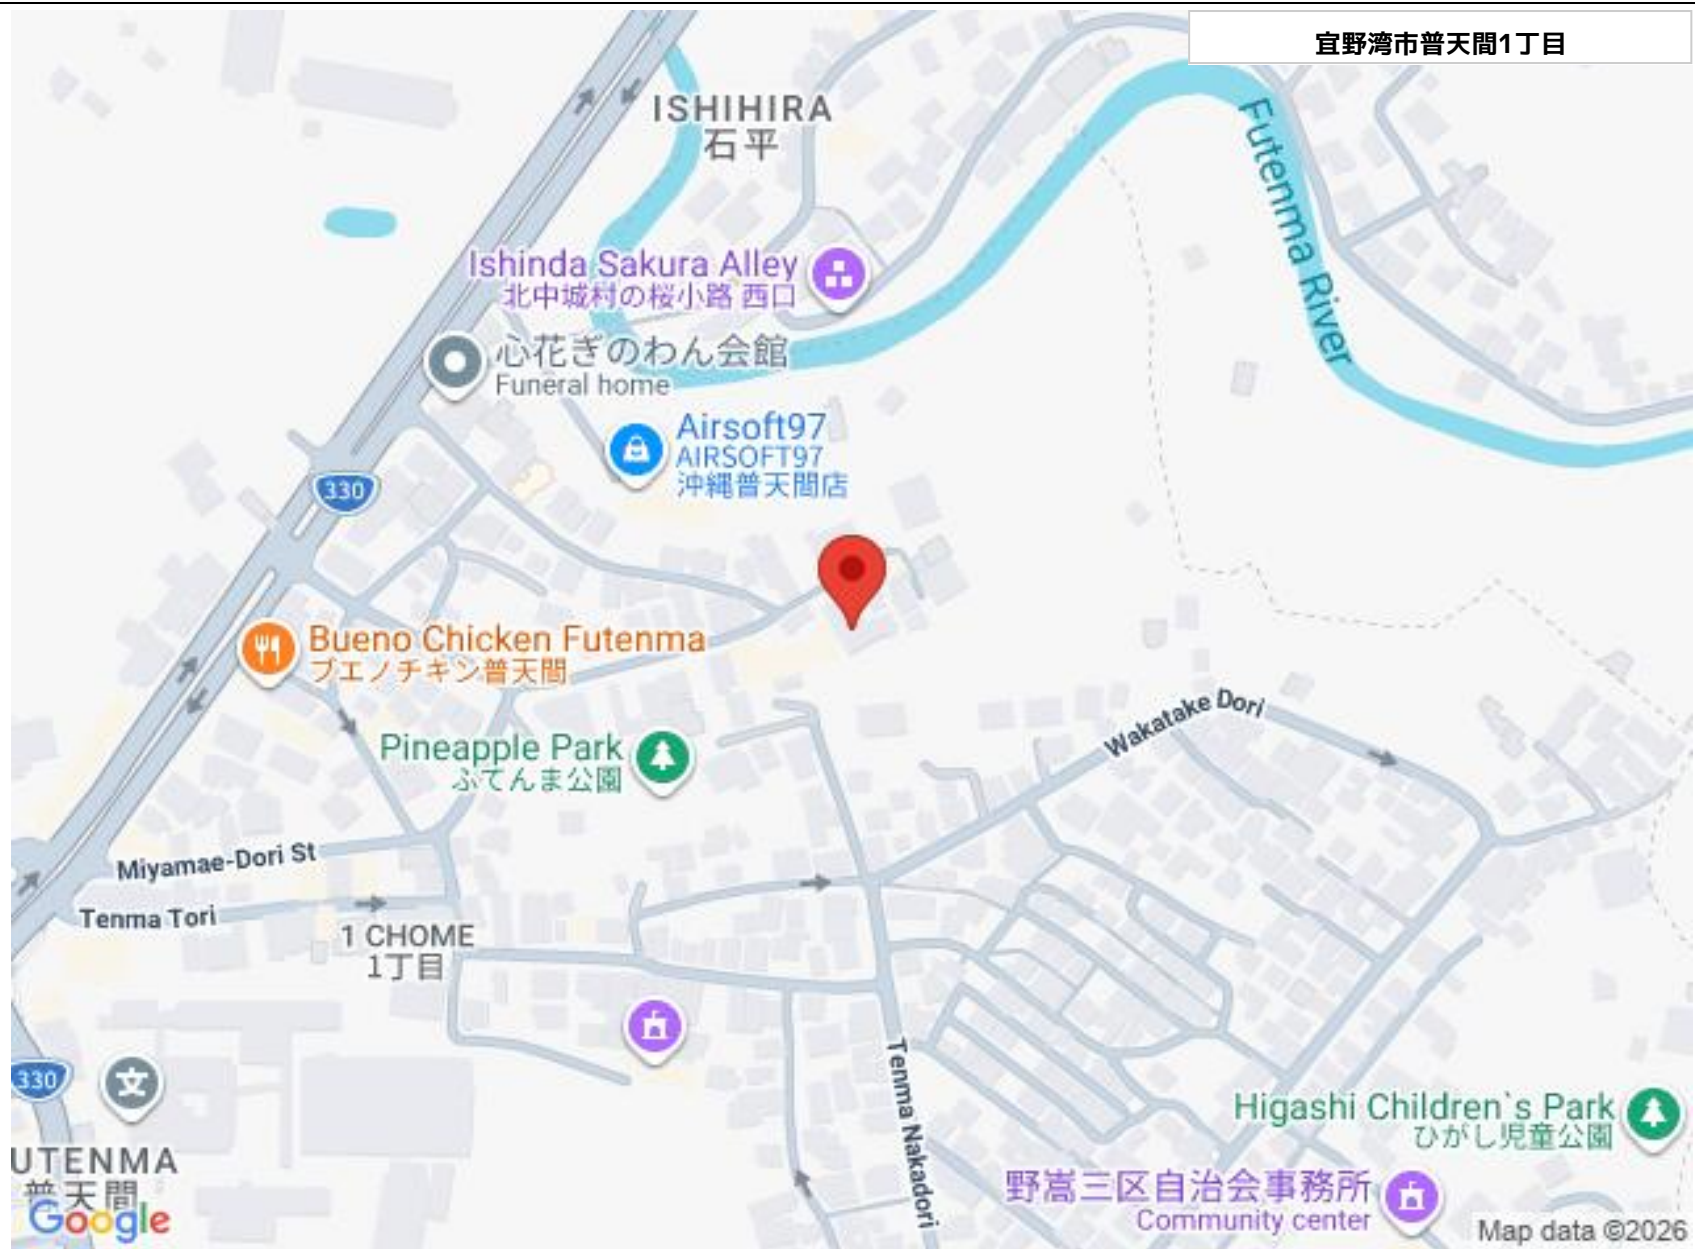 宜野湾市普天間1丁目
ISHIHIRA
石平
Futenma River
Ishinda Sakura Alley
北中城村の桜小路 西口
心花ぎのわん会館
Funeral home
Airsoft97
AIRSOFT97
沖縄普天間店
330
Bueno Chicken Futenma
ブエノチキン普天間
Wakatake Dori
Pineapple Park
ふてんま公園
Miyamae-Dori St
Tenma Tori
1 CHOME
1丁目
Tenma Nakadori
330
文
Higashi Children`s Park
ひがし児童公園
UTENMA
普天間
野嵩三区自治会事務所
Community center
Google
Map data ©2026